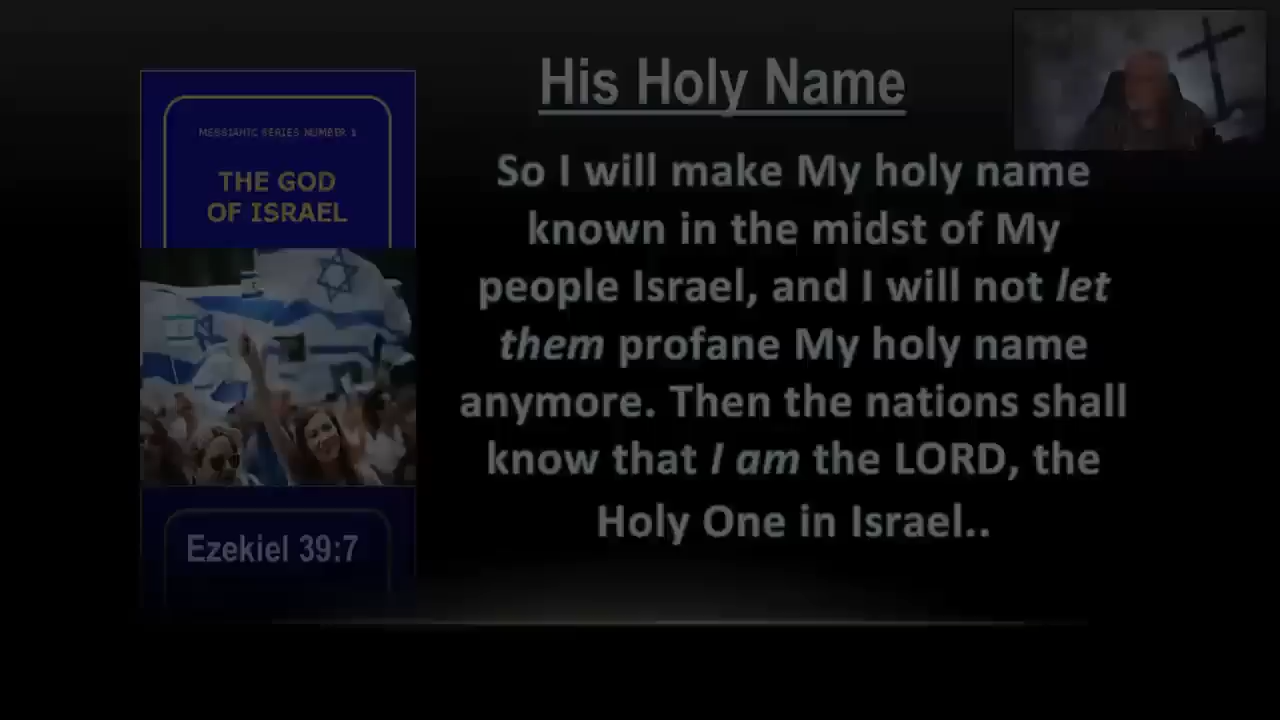 MESSIANIC SERIES NUMBER 1
THE GOD
OF ISRAEL
Ezekiel 39:7
His Holy Name
So I will make My holy name
known in the midst of My
people Israel, and I will not let
them profane My holy name
anymore. Then the nations shall
know that I am the LORD, the
Holy One in Israel..